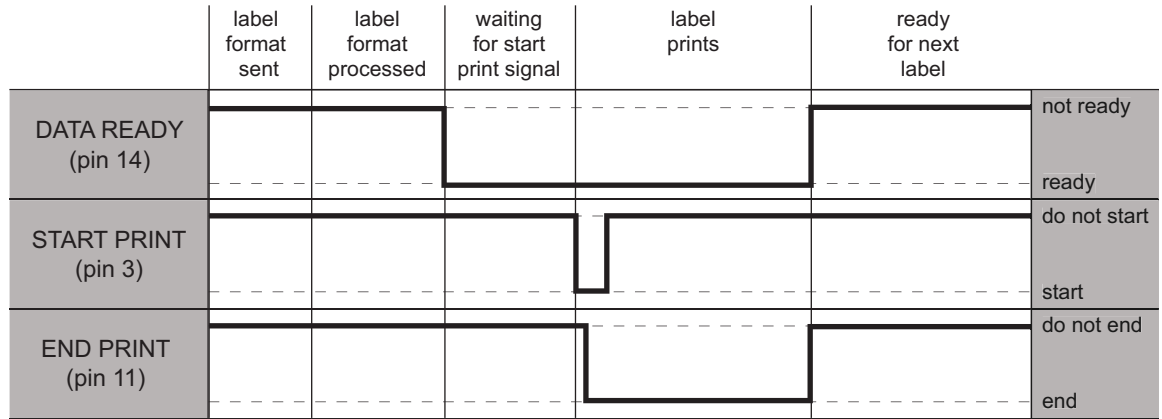 label
format
sent
label
format
processed
waiting
for start
print signal
label
prints
ready
for next
label
DATA READY
(pin 14)
not ready
ready
START PRINT
(pin 3)
do not start
start
END PRINT
(pin 11)
do not end
end